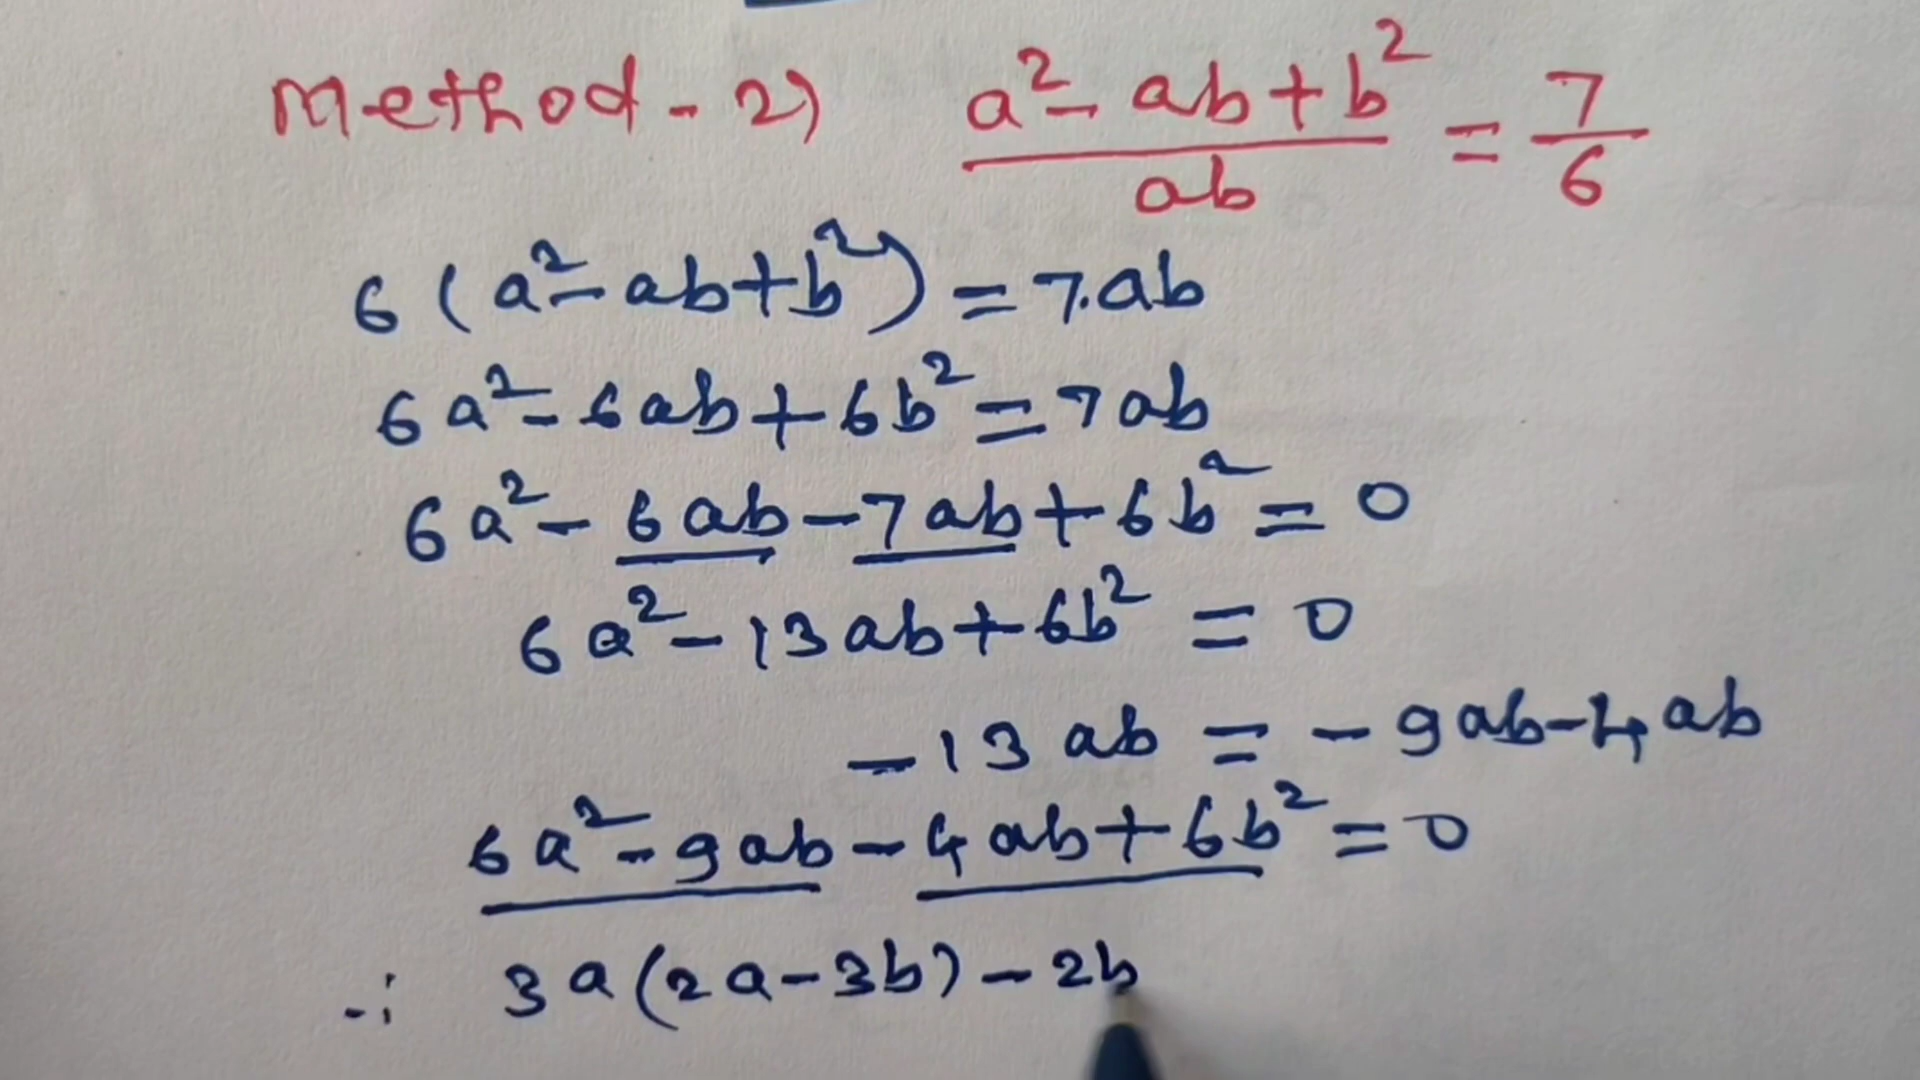 Method - 2) a² - ab + b² / ab = 7/6
6 ( a² - ab + b² ) = 7.ab
6a² - 6ab + 6b² = 7ab
6a² - 6ab - 7ab + 6b² = 0
6a² - 13ab + 6b² = 0
- 13 ab = - 9ab - 4ab
6a² - 9ab - 4ab + 6b² = 0
∴ 3a (2a - 3b) - 2b